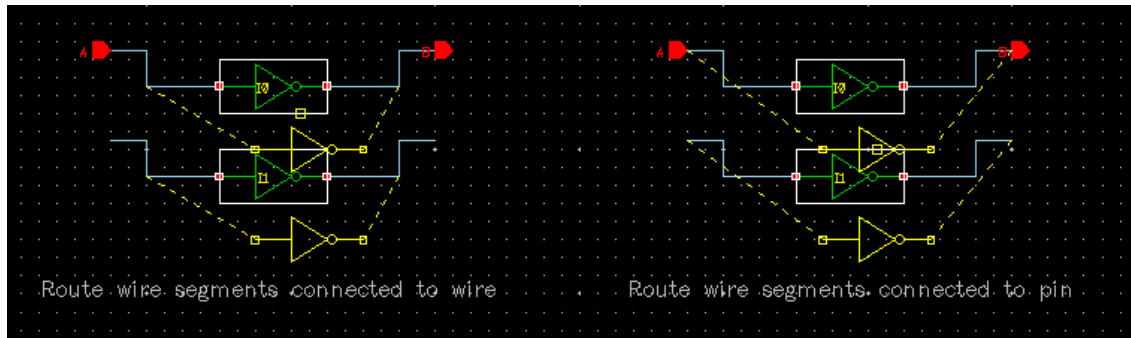 A
B
A
B
I0
I0
I1
I1
Route wire segments connected to wire
Route wire segments connected to pin